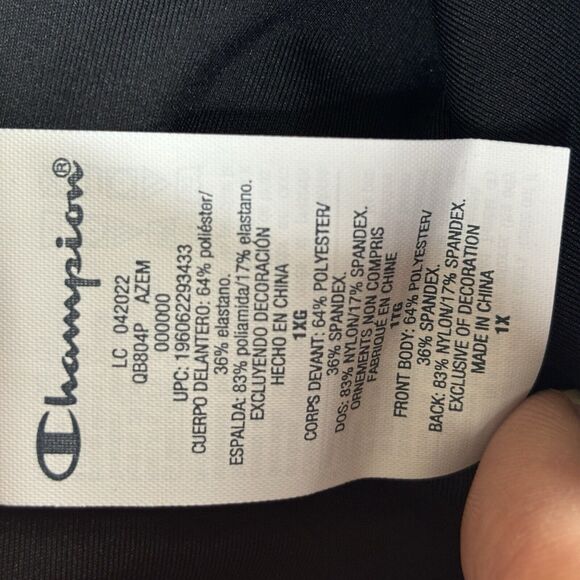 Champion®
LC 042022
QB804P AZEM
000000
UPC: 196062293433
CUERPO DELANTERO: 64% poliéster/
36% elastano.
ESPALDA: 83% poliamida/17% elastano.
EXCLUYENDO DECORACIÓN
HECHO EN CHINA
1XG
CORPS DEVANT: 64% POLYESTER/
36% SPANDEX.
DOS: 83% NYLON/17% SPANDEX.
ORNEMENTS NON COMPRIS
FABRIQUÉ EN CHINE
1TG
FRONT BODY: 64% POLYESTER/
36% SPANDEX.
BACK: 83% NYLON/17% SPANDEX.
EXCLUSIVE OF DECORATION
MADE IN CHINA
1X